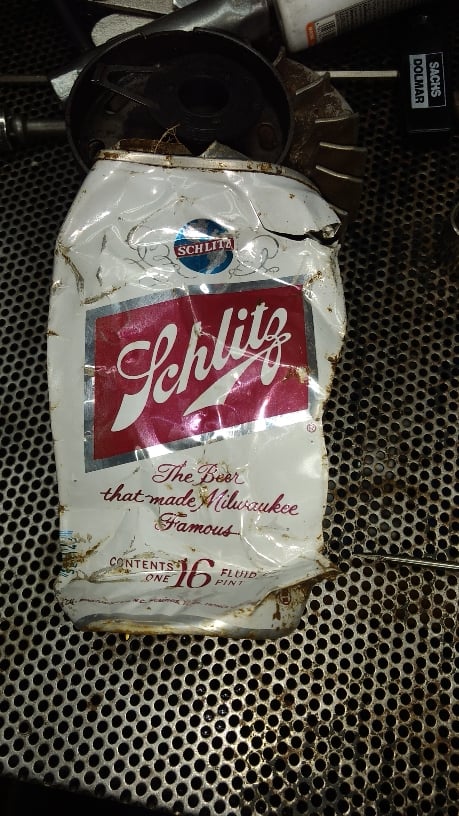 SACHS
DOLMAR
SCHLITZ
Schlitz
®
The Beer
that made Milwaukee
Famous
CONTENTS 16 FLUID
ONE PINT